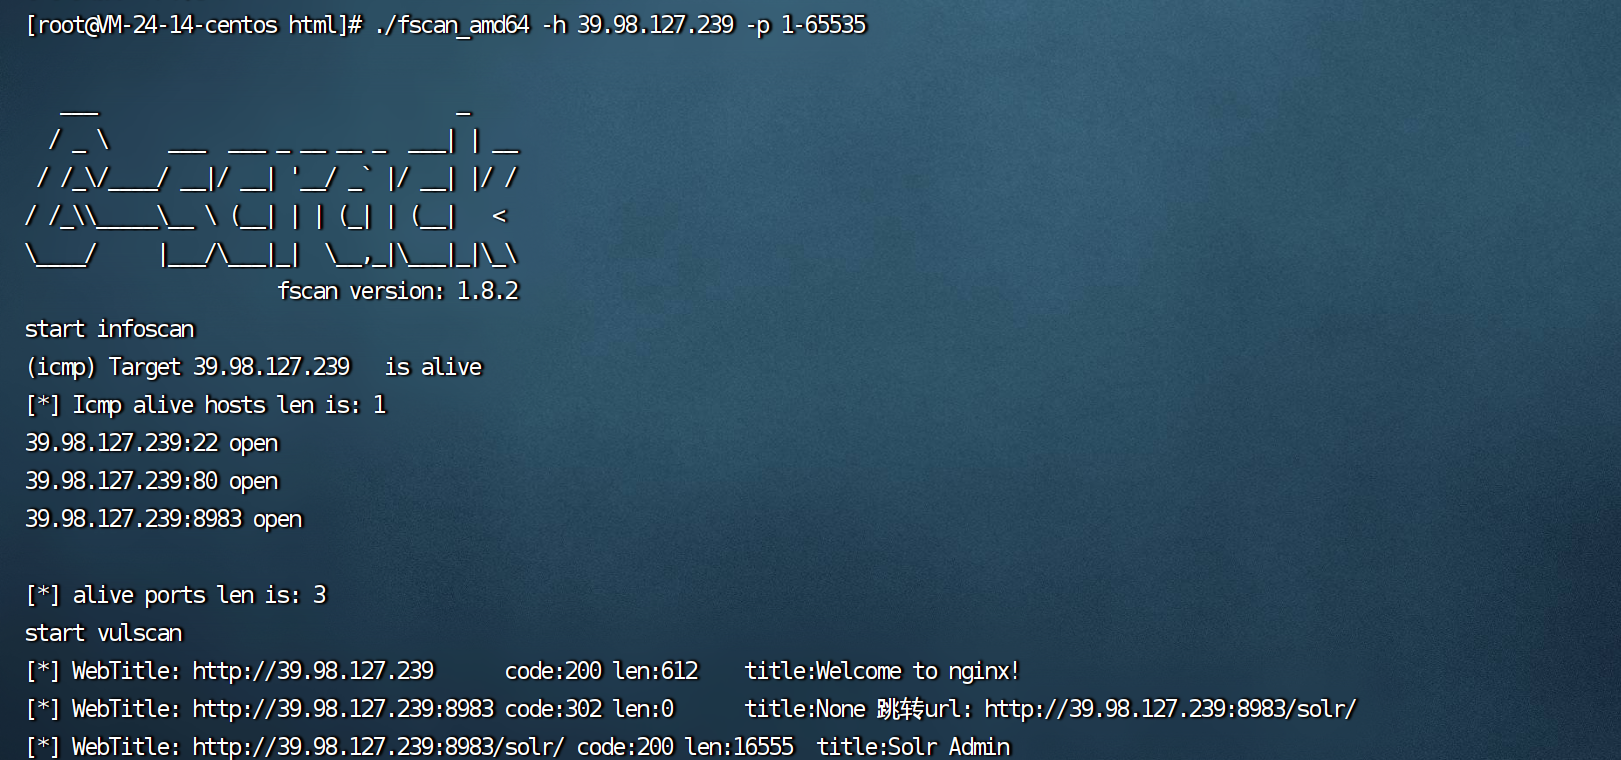 [root@VM-24-14-centos html]# ./fscan_amd64 -h 39.98.127.239 -p 1-65535
   ___                              _
  / _ \     ___  ___ _ __ __ _  ___| | __
 / /_\/____/ __|/ __| '__/ _` |/ __| |/ /
/ /_\\_____\__ \ (__| | | (_| | (__|   <
\____/     |___/\___|_|  \__,_|\___|_|\_\
                     fscan version: 1.8.2
start infoscan
(icmp) Target 39.98.127.239   is alive
[*] Icmp alive hosts len is: 1
39.98.127.239:22 open
39.98.127.239:80 open
39.98.127.239:8983 open
[*] alive ports len is: 3
start vulscan
[*] WebTitle: http://39.98.127.239      code:200 len:612    title:Welcome to nginx!
[*] WebTitle: http://39.98.127.239:8983 code:302 len:0      title:None 跳转url: http://39.98.127.239:8983/solr/
[*] WebTitle: http://39.98.127.239:8983/solr/ code:200 len:16555  title:Solr Admin